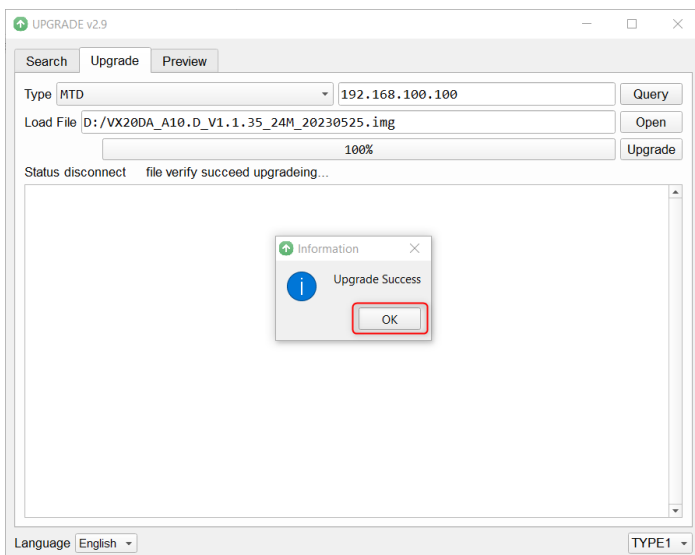 UPGRADE v2.9
Search Upgrade Preview
Type MTD 192.168.100.100 Query
Load File D:/VX20DA_A10.D_V1.1.35_24M_20230525.img Open
100% Upgrade
Status disconnect file verify succeed upgradeing...
Information
Upgrade Success
OK
Language English TYPE1